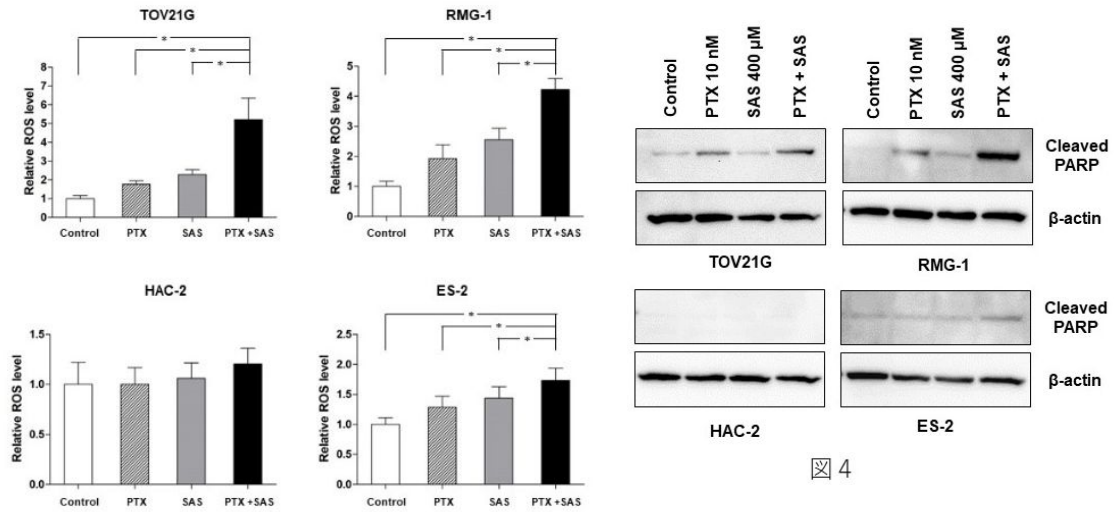 TOV21G
*
*
*
Relative ROS level
8
7
6
5
4
3
2
1
0
Control PTX SAS PTX +SAS
RMG-1
*
*
*
Relative ROS level
5
4
3
2
1
0
Control PTX SAS PTX +SAS
HAC-2
Relative ROS level
1.5
1.0
0.5
0.0
Control PTX SAS PTX +SAS
ES-2
*
*
*
Relative ROS level
2.5
2.0
1.5
1.0
0.5
0.0
Control PTX SAS PTX +SAS
Control
PTX 10 nM
SAS 400 µM
PTX + SAS
Control
PTX 10 nM
SAS 400 µM
PTX + SAS
Cleaved
PARP
β-actin
TOV21G
RMG-1
Cleaved
PARP
β-actin
HAC-2
ES-2
図 4